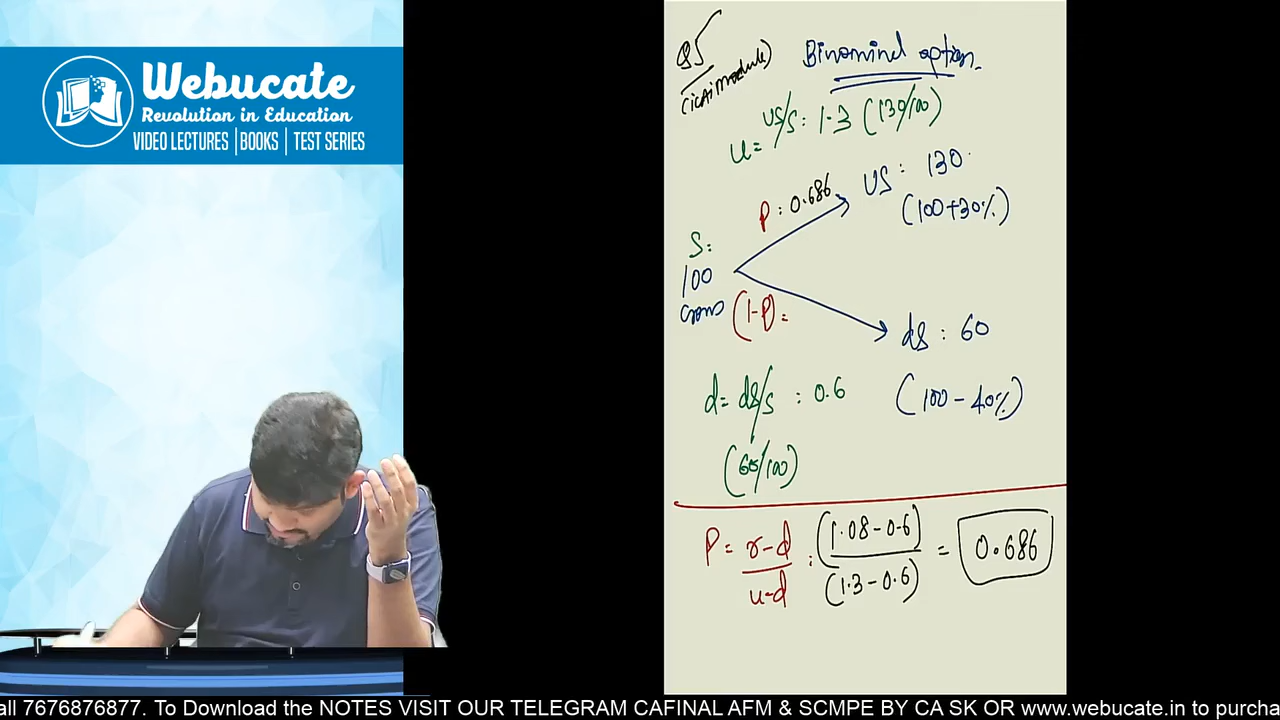 Webucate
Revolution in Education
VIDEO LECTURES | BOOKS | TEST SERIES
Q5
(ICAI Module)
Binominal option
u = us/s : 1.3 (130/100)
P : 0.686
us : 130
(100+30%)
S :
100
crores
(1-P) =
ds : 60
(100 - 40%)
d = ds/s : 0.6
(60/100)
P = r-d / u-d : (1.08 - 0.6) / (1.3 - 0.6) = 0.686
all 7676876877. To Download the NOTES VISIT OUR TELEGRAM CAFINAL AFM & SCMPE BY CA SK OR www.webucate.in to purcha